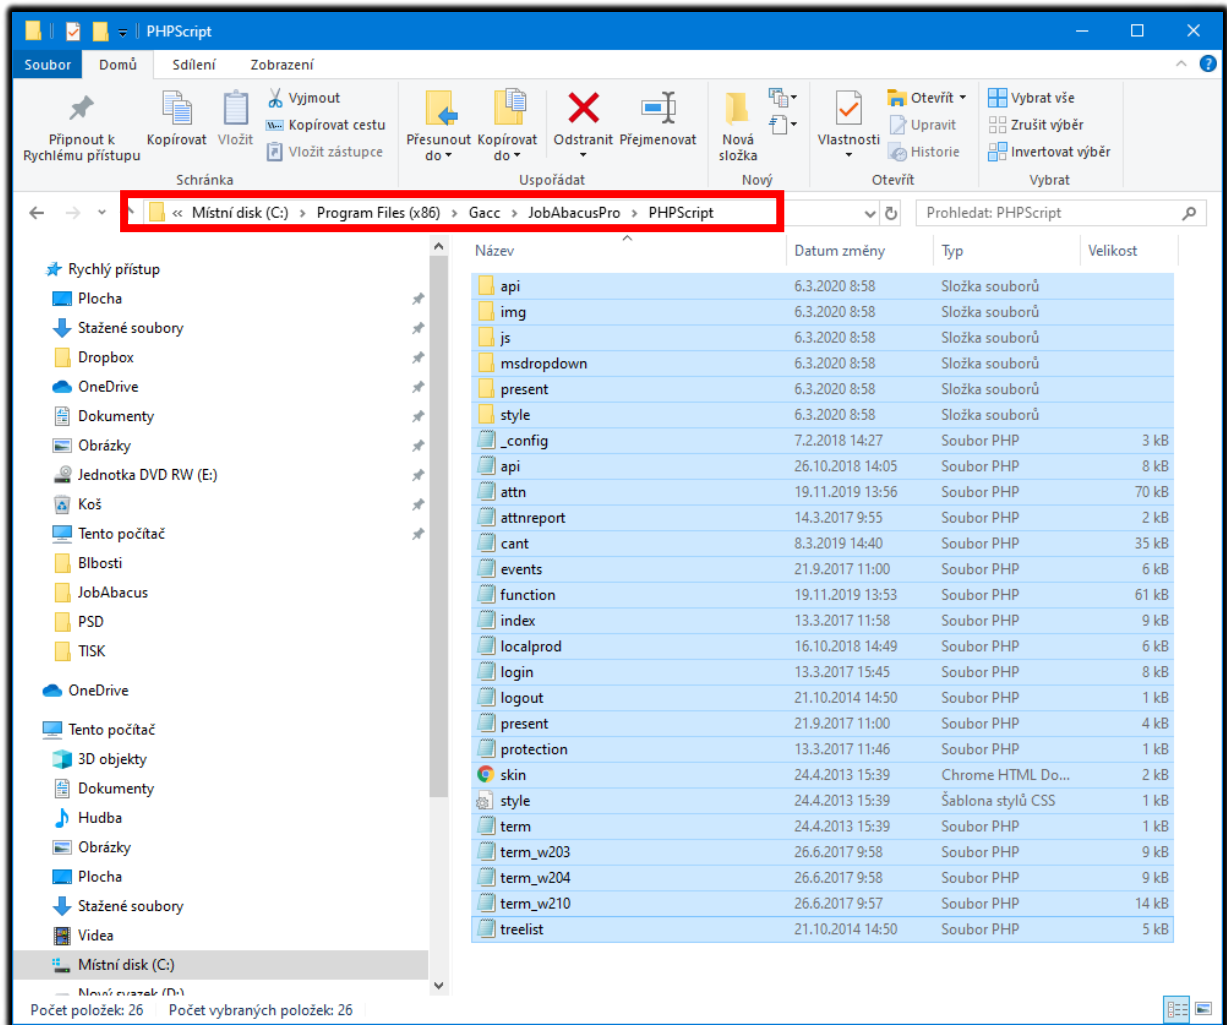 PHPScript
Soubor Domů Sdílení Zobrazení
Připnout k Rychlému přístupu
Kopírovat
Vložit
Vyjmout
Kopírovat cestu
Vložit zástupce
Schránka
Přesunout do
Kopírovat do
Odstranit
Přejmenovat
Uspořádat
Nová složka
Nový
Vlastnosti
Otevřít
Upravit
Historie
Otevřít
Vybrat vše
Zrušit výběr
Invertovat výběr
Vybrat
« Místní disk (C:) › Program Files (x86) › Gacc › JobAbacusPro › PHPScript
Prohledat: PHPScript
Rychlý přístup
Plocha
Stažené soubory
Dropbox
OneDrive
Dokumenty
Obrázky
Jednotka DVD RW (E:)
Koš
Tento počítač
Blbosti
JobAbacus
PSD
TISK
OneDrive
Tento počítač
3D objekty
Dokumenty
Hudba
Obrázky
Plocha
Stažené soubory
Videa
Místní disk (C:)
Nový svazek (D:)
Název Datum změny Typ Velikost
api 6.3.2020 8:58 Složka souborů
img 6.3.2020 8:58 Složka souborů
js 6.3.2020 8:58 Složka souborů
msdropdown 6.3.2020 8:58 Složka souborů
present 6.3.2020 8:58 Složka souborů
style 6.3.2020 8:58 Složka souborů
_config 7.2.2018 14:27 Soubor PHP 3 kB
api 26.10.2018 14:05 Soubor PHP 8 kB
attn 19.11.2019 13:56 Soubor PHP 70 kB
attnreport 14.3.2017 9:55 Soubor PHP 2 kB
cant 8.3.2019 14:40 Soubor PHP 35 kB
events 21.9.2017 11:00 Soubor PHP 6 kB
function 19.11.2019 13:53 Soubor PHP 61 kB
index 13.3.2017 11:58 Soubor PHP 9 kB
localprod 16.10.2018 14:49 Soubor PHP 6 kB
login 13.3.2017 15:45 Soubor PHP 8 kB
logout 21.10.2014 14:50 Soubor PHP 1 kB
present 21.9.2017 11:00 Soubor PHP 4 kB
protection 13.3.2017 11:46 Soubor PHP 1 kB
skin 24.4.2013 15:39 Chrome HTML Do... 2 kB
style 24.4.2013 15:39 Šablona stylů CSS 1 kB
term 24.4.2013 15:39 Soubor PHP 1 kB
term_w203 26.6.2017 9:58 Soubor PHP 9 kB
term_w204 26.6.2017 9:58 Soubor PHP 9 kB
term_w210 26.6.2017 9:57 Soubor PHP 14 kB
treelist 21.10.2014 14:50 Soubor PHP 5 kB
Počet položek: 26 Počet vybraných položek: 26